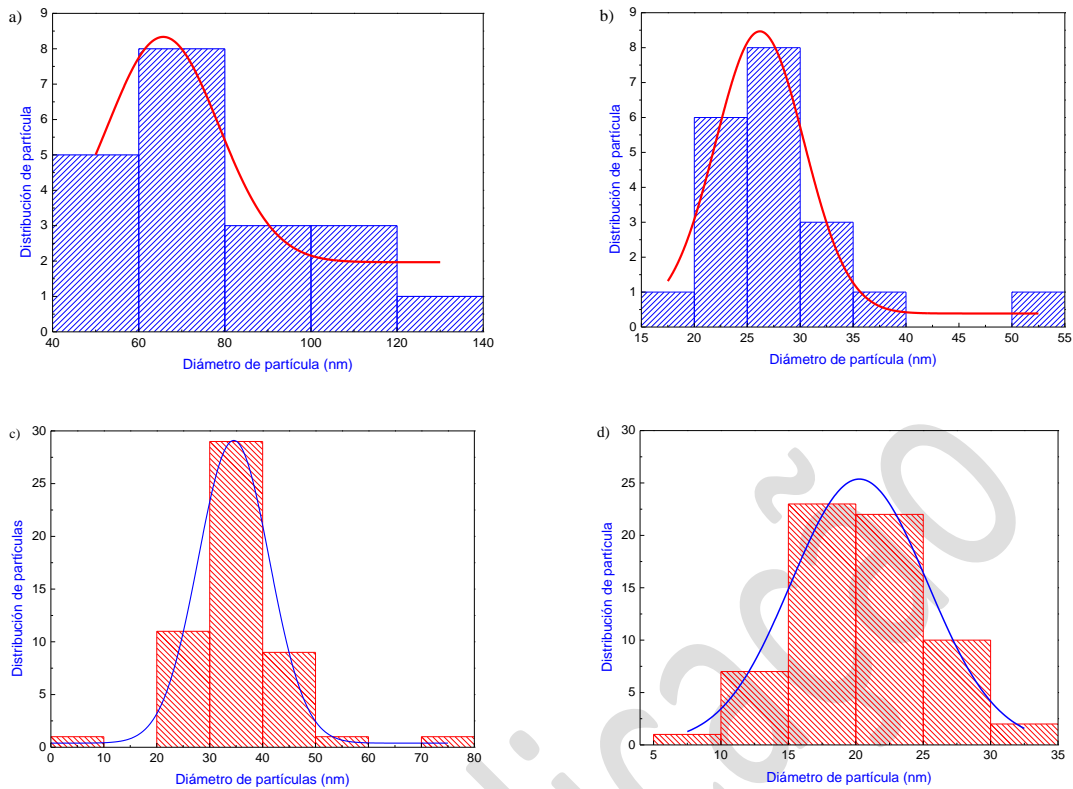 a)
9
8
7
6
5
4
3
2
1
0
Distribución de partícula
40 60 80 100 120 140
Diámetro de partícula (nm)
b)
9
8
7
6
5
4
3
2
1
0
Distribución de partícula
15 20 25 30 35 40 45 50 55
Diámetro de partícula (nm)
c)
30
25
20
15
10
5
0
Distribución de partículas
0 10 20 30 40 50 60 70 80
Diámetro de partículas (nm)
d)
30
25
20
15
10
5
0
Distribución de partícula
5 10 15 20 25 30 35
Diámetro de partícula (nm)
licação